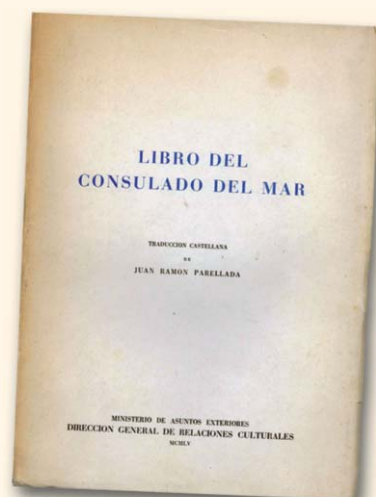 LIBRO DEL
CONSULADO DEL MAR
TRADUCCION CASTELLANA
DE
JUAN RAMON PARELLADA
MINISTERIO DE ASUNTOS EXTERIORES
DIRECCION GENERAL DE RELACIONES CULTURALES
MCMLV